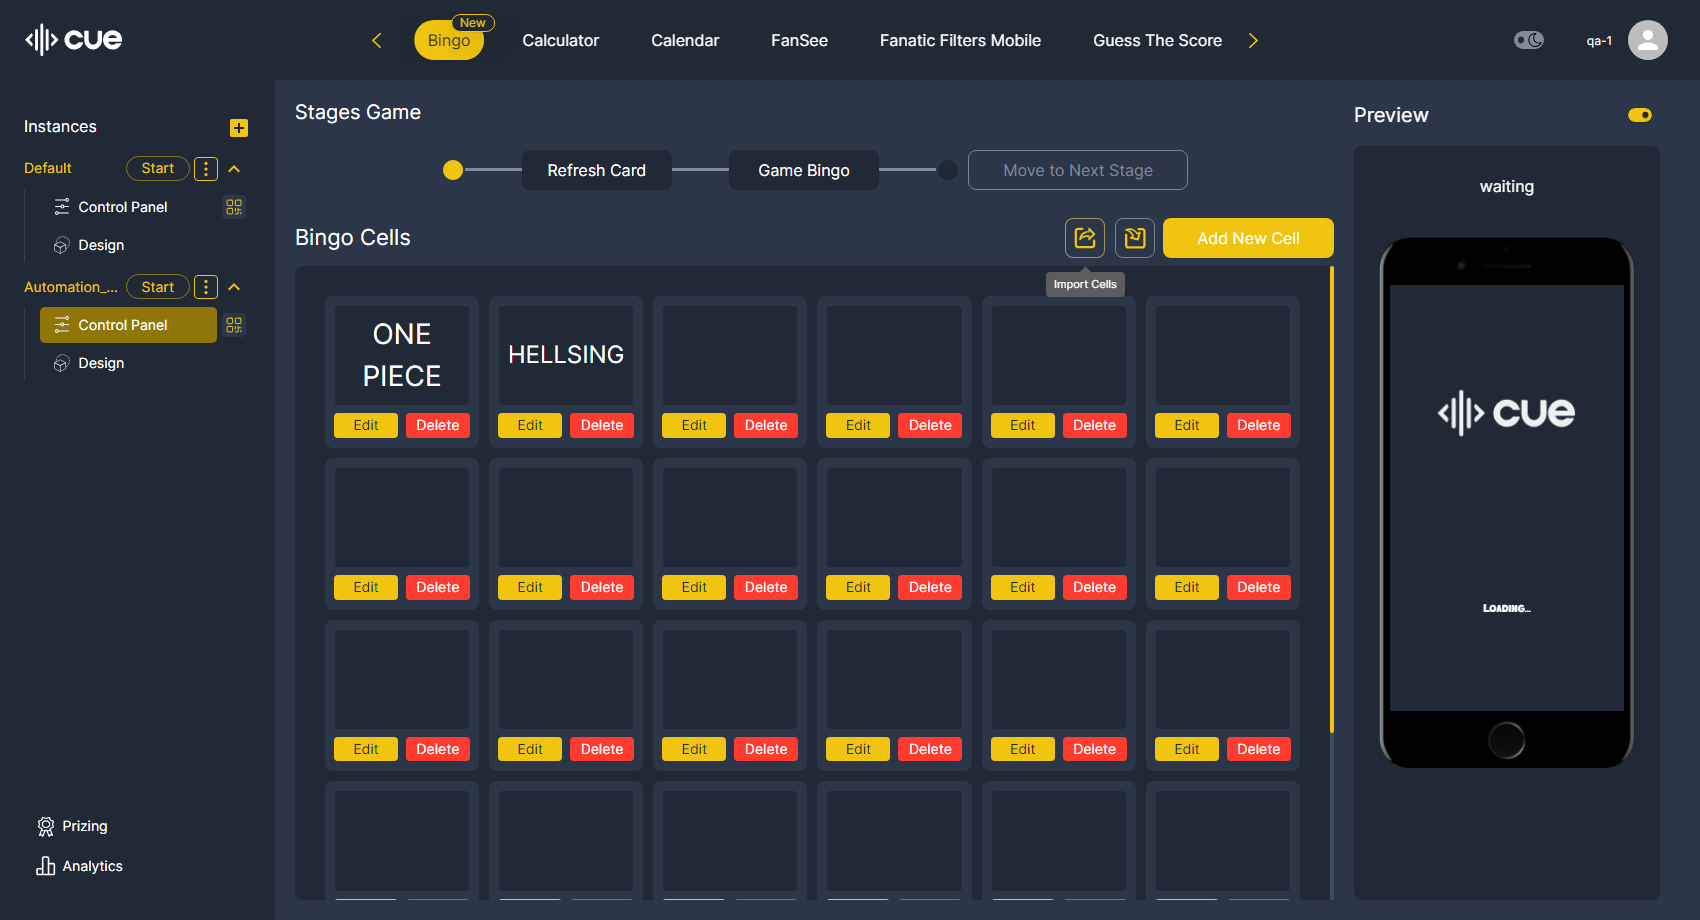 cue
Bingo
New
Calculator
Calendar
FanSee
Fanatic Filters Mobile
Guess The Score
qa-1
Instances
Default
Start
Control Panel
Design
Automation_...
Start
Control Panel
Design
Prizing
Analytics
Stages Game
Refresh Card
Game Bingo
Move to Next Stage
Bingo Cells
Add New Cell
Import Cells
ONE
PIECE
HELLSING
Edit Delete Edit Delete Edit Delete Edit Delete Edit Delete Edit Delete
Edit Delete Edit Delete Edit Delete Edit Delete Edit Delete Edit Delete
Edit Delete Edit Delete Edit Delete Edit Delete Edit Delete Edit Delete
Preview
waiting
cue
Loading...